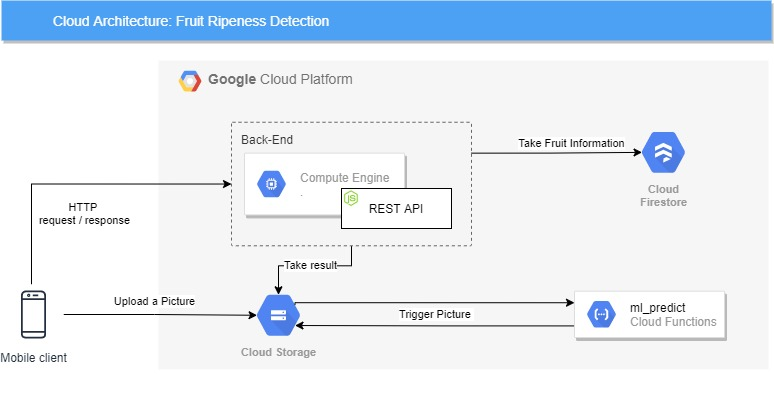 Cloud Architecture: Fruit Ripeness Detection
Google Cloud Platform
Back-End
Compute Engine
-
JS
REST API
Take Fruit Information
Cloud
Firestore
HTTP
request / response
Take result
Upload a Picture
Trigger Picture
ml_predict
Cloud Functions
Cloud Storage
Mobile client